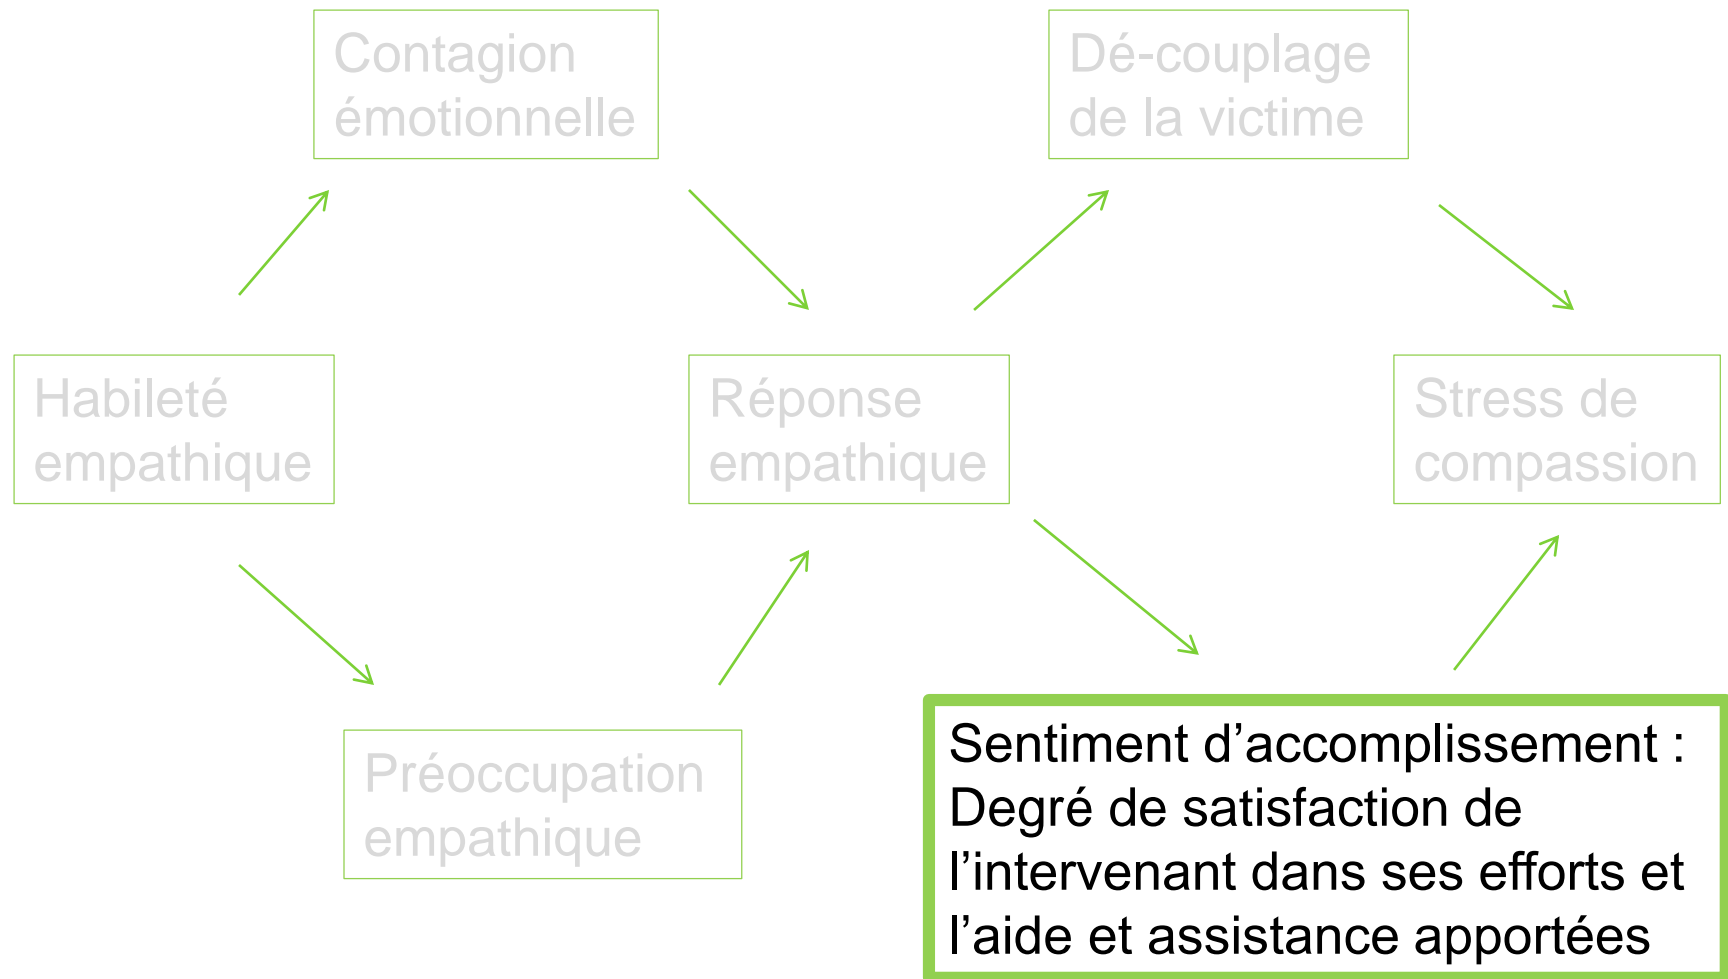 Contagion
émotionnelle
Dé-couplage
de la victime
Habileté
empathique
Réponse
empathique
Stress de
compassion
Préoccupation
empathique
Sentiment d’accomplissement :
Degré de satisfaction de
l’intervenant dans ses efforts et
l’aide et assistance apportées